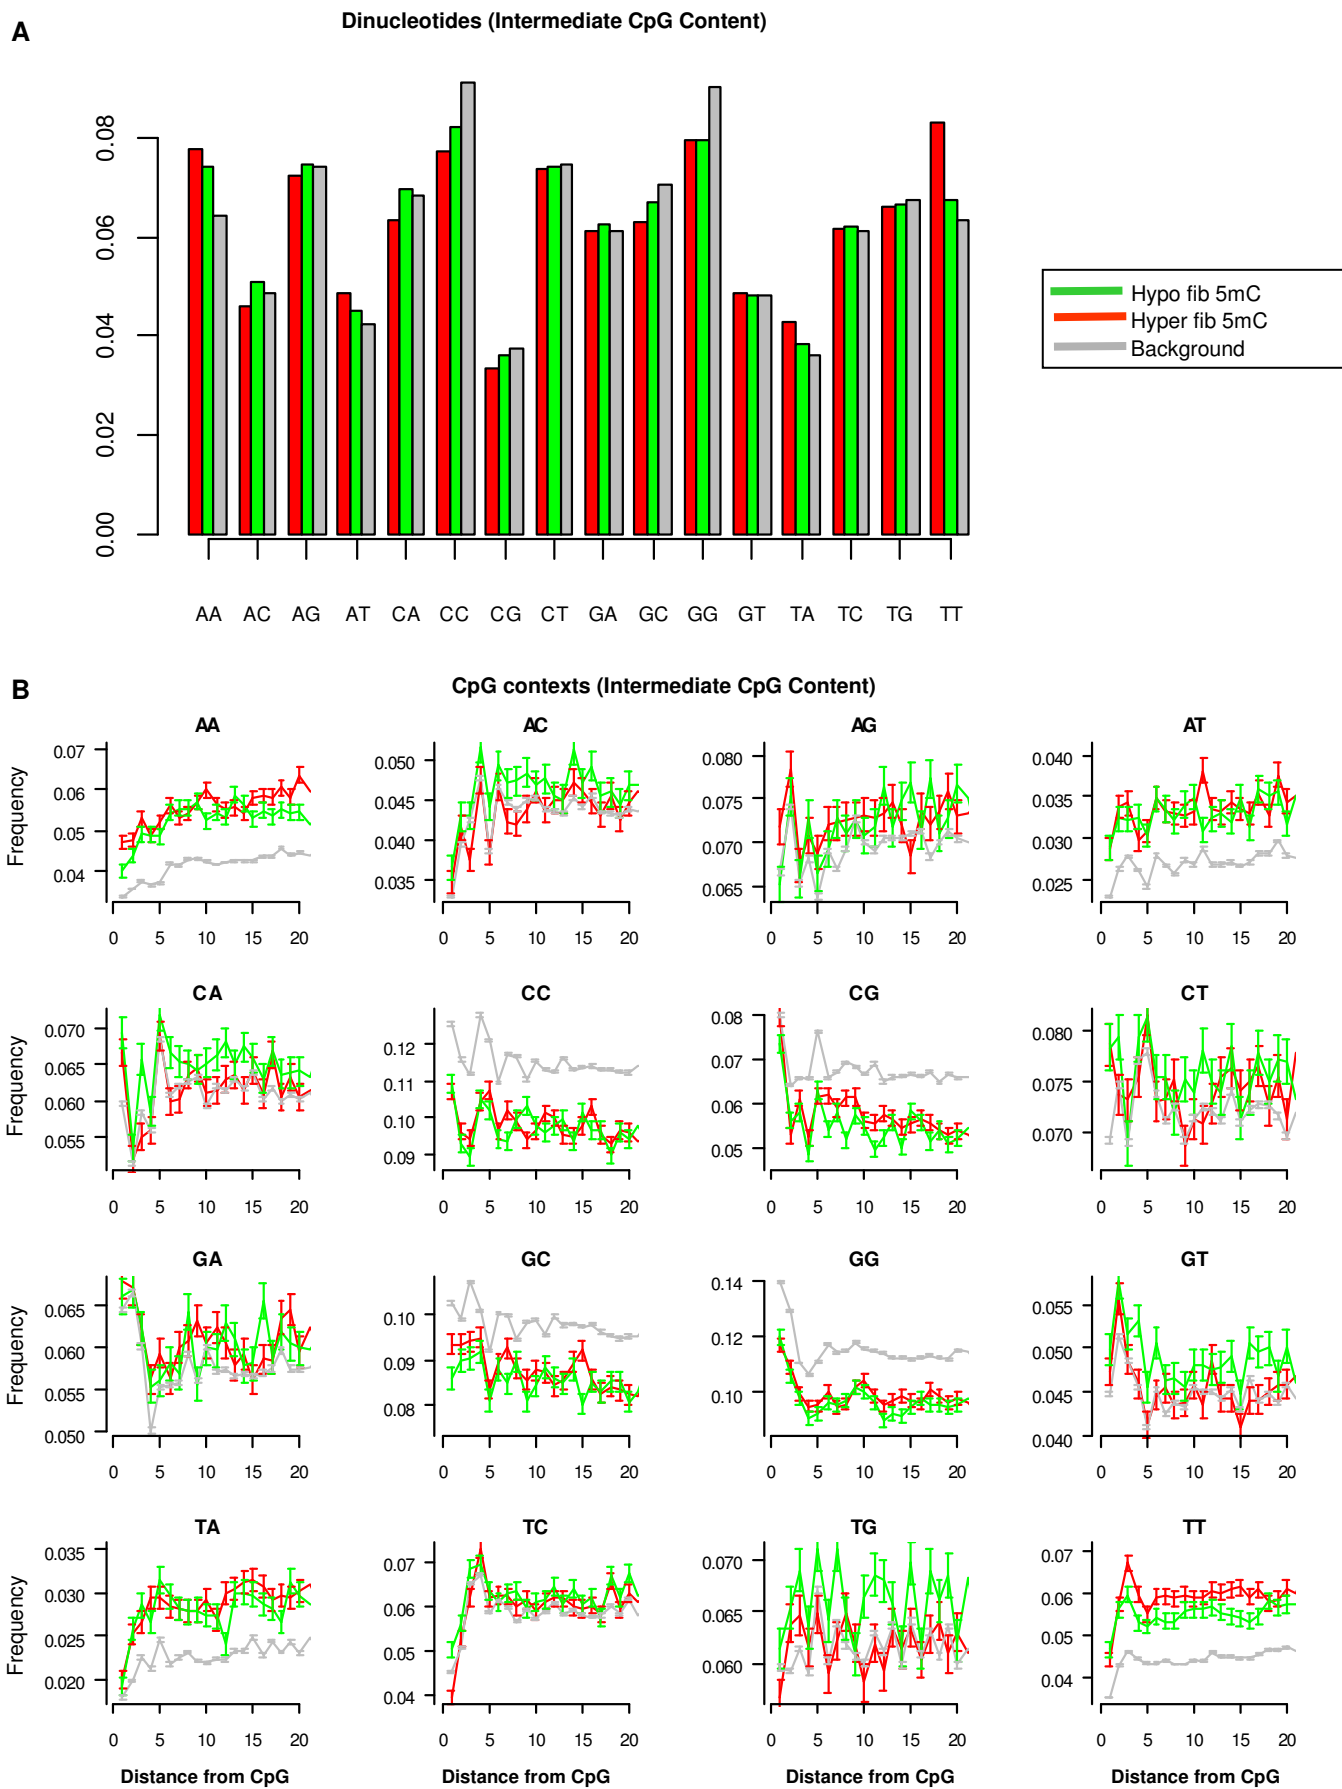 A
Dinucleotides (Intermediate CpG Content)
0.08
0.06
0.04
0.02
0.00
AA AC AG AT CA CC CG CT GA GC GG GT TA TC TG TT
Hypo fib 5mC
Hyper fib 5mC
Background
B
CpG contexts (Intermediate CpG Content)
AA AC AG AT
Frequency
0.07
0.06
0.05
0.04
0 5 10 15 20
0.050
0.045
0.040
0.035
0 5 10 15 20
0.080
0.075
0.070
0.065
0 5 10 15 20
0.040
0.035
0.030
0.025
0 5 10 15 20
CA CC CG CT
Frequency
0.070
0.065
0.060
0.055
0 5 10 15 20
0.12
0.11
0.10
0.09
0 5 10 15 20
0.08
0.07
0.06
0.05
0 5 10 15 20
0.080
0.075
0.070
0 5 10 15 20
GA GC GG GT
Frequency
0.065
0.060
0.055
0.050
0 5 10 15 20
0.10
0.09
0.08
0 5 10 15 20
0.14
0.12
0.10
0 5 10 15 20
0.055
0.050
0.045
0.040
0 5 10 15 20
TA TC TG TT
Frequency
0.035
0.030
0.025
0.020
0 5 10 15 20
0.07
0.06
0.05
0.04
0 5 10 15 20
0.070
0.065
0.060
0 5 10 15 20
0.07
0.06
0.05
0.04
0 5 10 15 20
Distance from CpG Distance from CpG Distance from CpG Distance from CpG